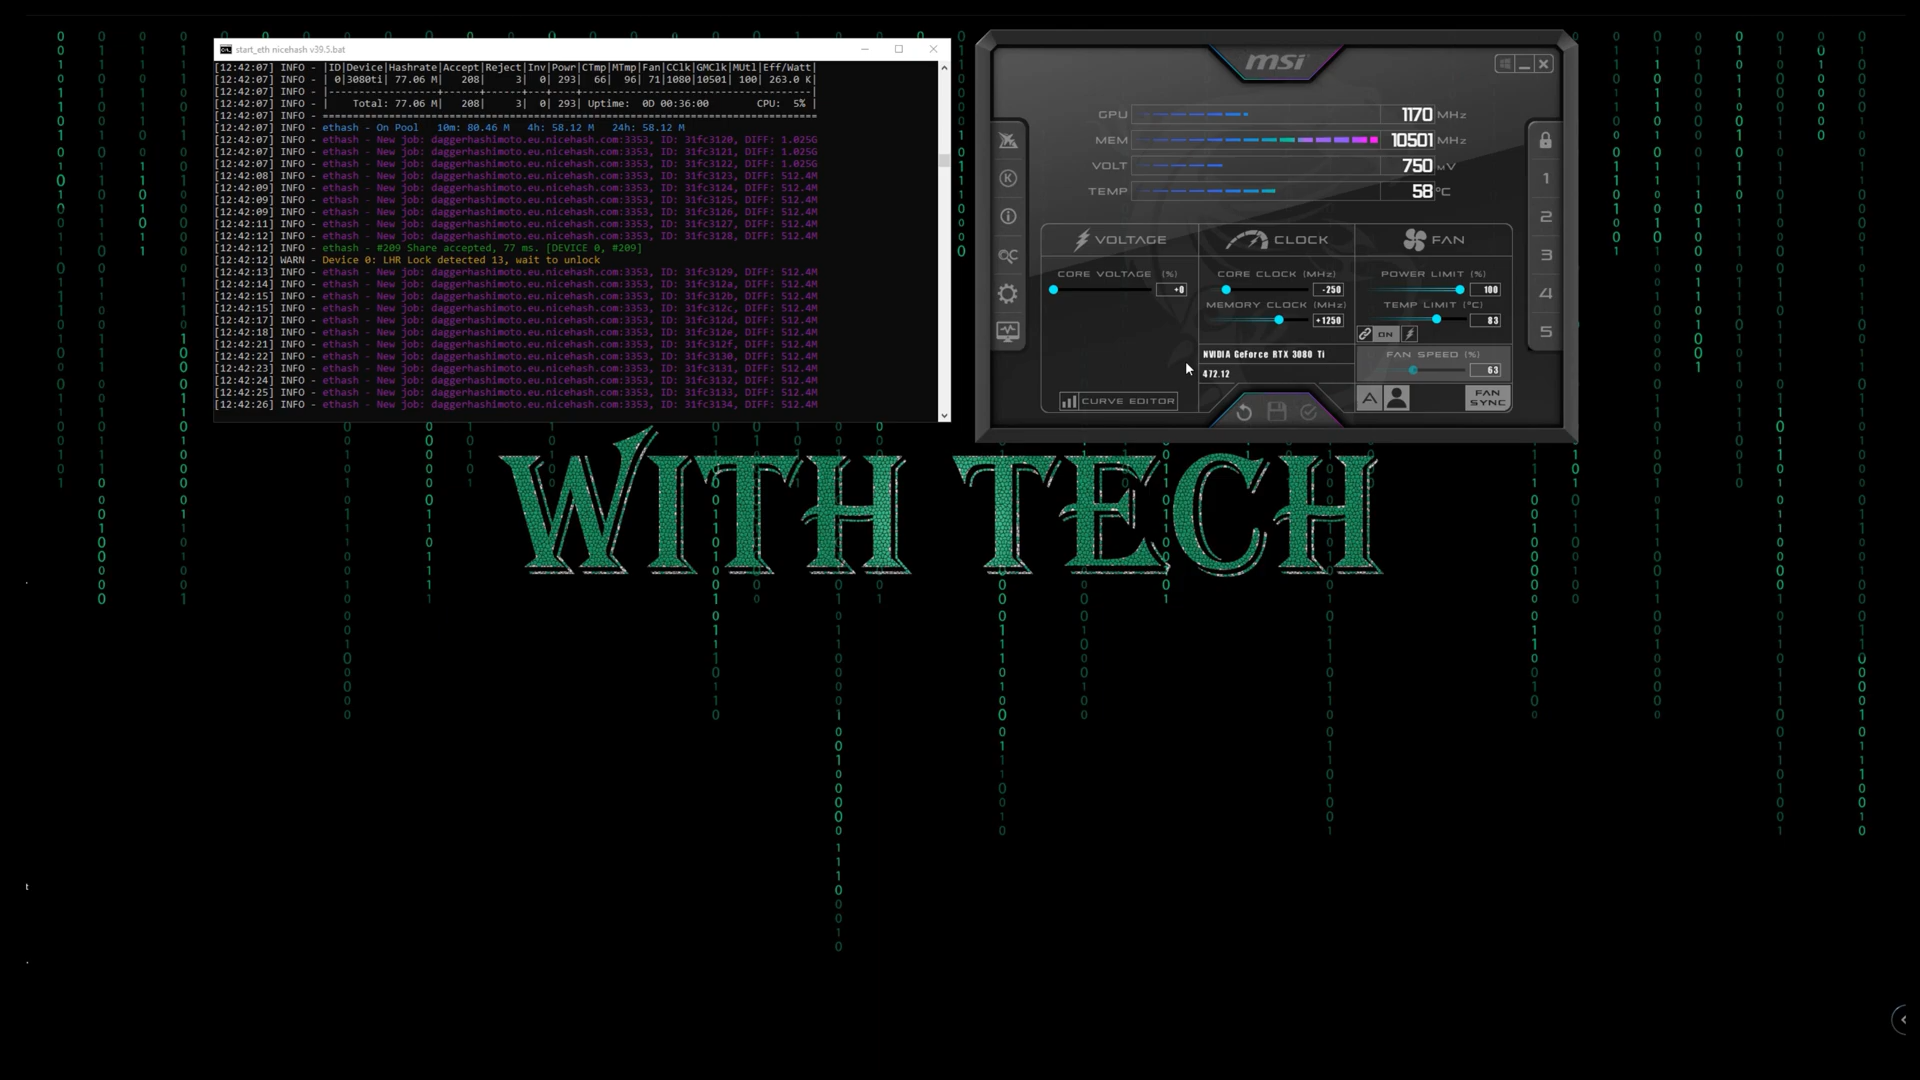 start_eth nicehash v39.5.bat
[12:42:07] INFO - |ID|Device|Hashrate|Accept|Reject|Inv|Powr|CTmp|MTmp|Fan|CClk|GMClk|MUtl|Eff/Watt|
[12:42:07] INFO - | 0|3080ti| 77.06 M| 208| 3| 0| 293| 66| 96| 71|1080|10501| 100| 263.0 K|
[12:42:07] INFO - |------------------+------+------+---+----+----------------------------------|
[12:42:07] INFO - | Total: 77.06 M| 208| 3| 0| 293| Uptime: 0D 00:36:00 CPU: 5% |
[12:42:07] INFO - ==================================================================================
[12:42:07] INFO - ethash - On Pool 10m: 80.46 M 4h: 58.12 M 24h: 58.12 M
[12:42:07] INFO - ethash - New job: daggerhashimoto.eu.nicehash.com:3353, ID: 31fc3120, DIFF: 1.025G
[12:42:07] INFO - ethash - New job: daggerhashimoto.eu.nicehash.com:3353, ID: 31fc3121, DIFF: 1.025G
[12:42:07] INFO - ethash - New job: daggerhashimoto.eu.nicehash.com:3353, ID: 31fc3122, DIFF: 1.025G
[12:42:08] INFO - ethash - New job: daggerhashimoto.eu.nicehash.com:3353, ID: 31fc3123, DIFF: 512.4M
[12:42:09] INFO - ethash - New job: daggerhashimoto.eu.nicehash.com:3353, ID: 31fc3124, DIFF: 512.4M
[12:42:09] INFO - ethash - New job: daggerhashimoto.eu.nicehash.com:3353, ID: 31fc3125, DIFF: 512.4M
[12:42:09] INFO - ethash - New job: daggerhashimoto.eu.nicehash.com:3353, ID: 31fc3126, DIFF: 512.4M
[12:42:11] INFO - ethash - New job: daggerhashimoto.eu.nicehash.com:3353, ID: 31fc3127, DIFF: 512.4M
[12:42:12] INFO - ethash - New job: daggerhashimoto.eu.nicehash.com:3353, ID: 31fc3128, DIFF: 512.4M
[12:42:12] INFO - ethash - #209 Share accepted, 77 ms. [DEVICE 0, #209]
[12:42:12] WARN - Device 0: LHR Lock detected 13, wait to unlock
[12:42:13] INFO - ethash - New job: daggerhashimoto.eu.nicehash.com:3353, ID: 31fc3129, DIFF: 512.4M
[12:42:14] INFO - ethash - New job: daggerhashimoto.eu.nicehash.com:3353, ID: 31fc312a, DIFF: 512.4M
[12:42:15] INFO - ethash - New job: daggerhashimoto.eu.nicehash.com:3353, ID: 31fc312b, DIFF: 512.4M
[12:42:15] INFO - ethash - New job: daggerhashimoto.eu.nicehash.com:3353, ID: 31fc312c, DIFF: 512.4M
[12:42:17] INFO - ethash - New job: daggerhashimoto.eu.nicehash.com:3353, ID: 31fc312d, DIFF: 512.4M
[12:42:18] INFO - ethash - New job: daggerhashimoto.eu.nicehash.com:3353, ID: 31fc312e, DIFF: 512.4M
[12:42:21] INFO - ethash - New job: daggerhashimoto.eu.nicehash.com:3353, ID: 31fc312f, DIFF: 512.4M
[12:42:22] INFO - ethash - New job: daggerhashimoto.eu.nicehash.com:3353, ID: 31fc3130, DIFF: 512.4M
[12:42:23] INFO - ethash - New job: daggerhashimoto.eu.nicehash.com:3353, ID: 31fc3131, DIFF: 512.4M
[12:42:24] INFO - ethash - New job: daggerhashimoto.eu.nicehash.com:3353, ID: 31fc3132, DIFF: 512.4M
[12:42:25] INFO - ethash - New job: daggerhashimoto.eu.nicehash.com:3353, ID: 31fc3133, DIFF: 512.4M
[12:42:26] INFO - ethash - New job: daggerhashimoto.eu.nicehash.com:3353, ID: 31fc3134, DIFF: 512.4M
msi
GPU 1170 MHz
MEM 10501 MHz
VOLT 750 mV
TEMP 58 °C
K
i
OC
1
2
3
4
5
VOLTAGE
CORE VOLTAGE (%)
+0
CURVE EDITOR
CLOCK
CORE CLOCK (MHz)
-250
MEMORY CLOCK (MHz)
+1250
NVIDIA GeForce RTX 3080 Ti
472.12
FAN
POWER LIMIT (%)
100
TEMP LIMIT (°C)
83
ON
FAN SPEED (%)
63
A
FAN SYNC
WITH TECH
t